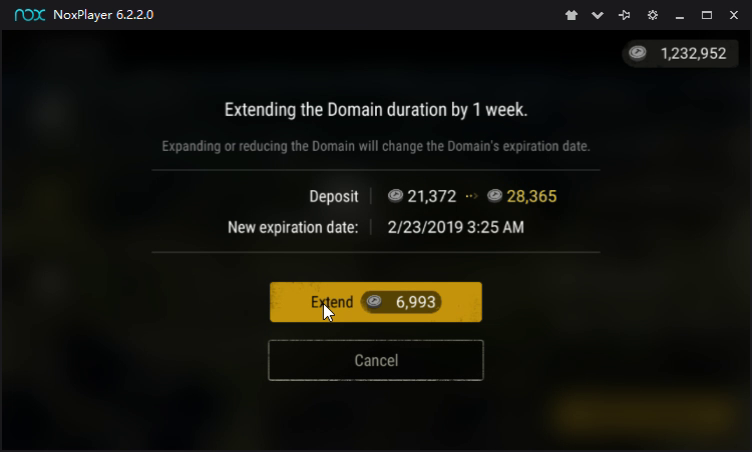 nox NoxPlayer 6.2.2.0
1,232,952
Extending the Domain duration by 1 week.
Expanding or reducing the Domain will change the Domain's expiration date.
Deposit 21,372 28,365
New expiration date: 2/23/2019 3:25 AM
Extend 6,993
Cancel